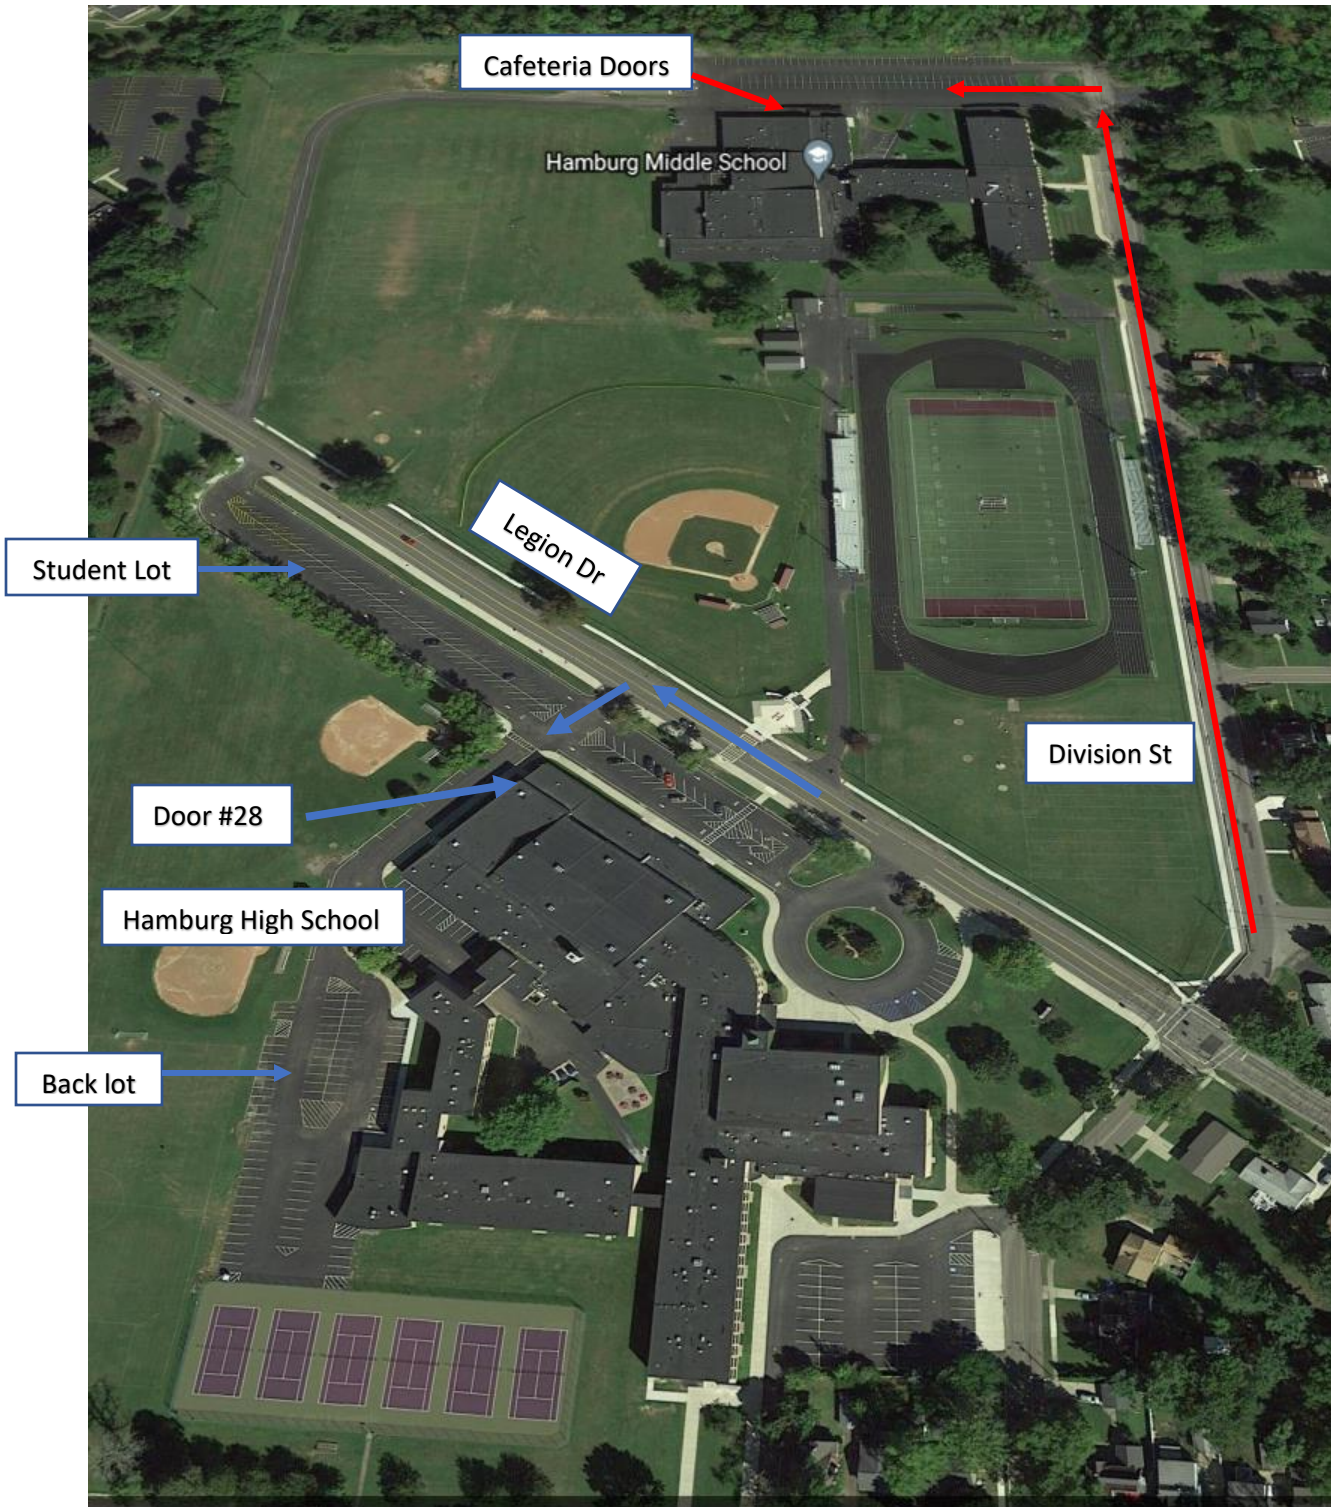 Cafeteria Doors
Hamburg Middle School
Legion Dr
Student Lot
Division St
Door #28
Hamburg High School
Back lot